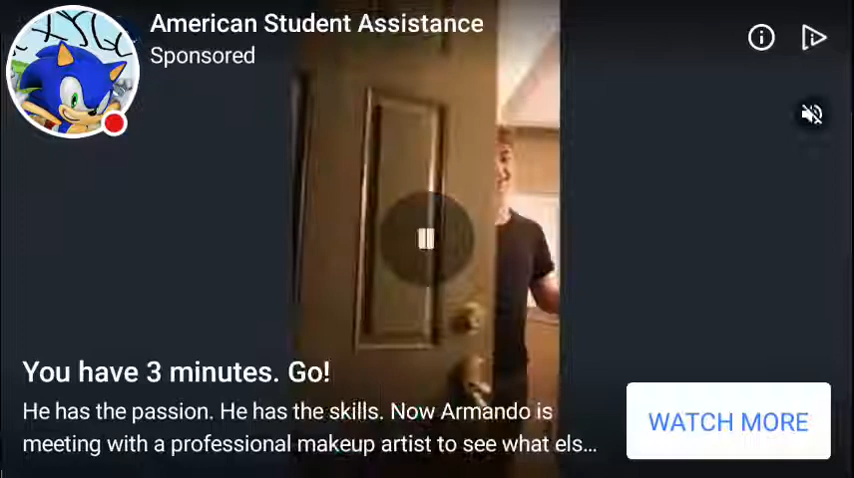 American Student Assistance
Sponsored
You have 3 minutes. Go!
He has the passion. He has the skills. Now Armando is
meeting with a professional makeup artist to see what els...
WATCH MORE